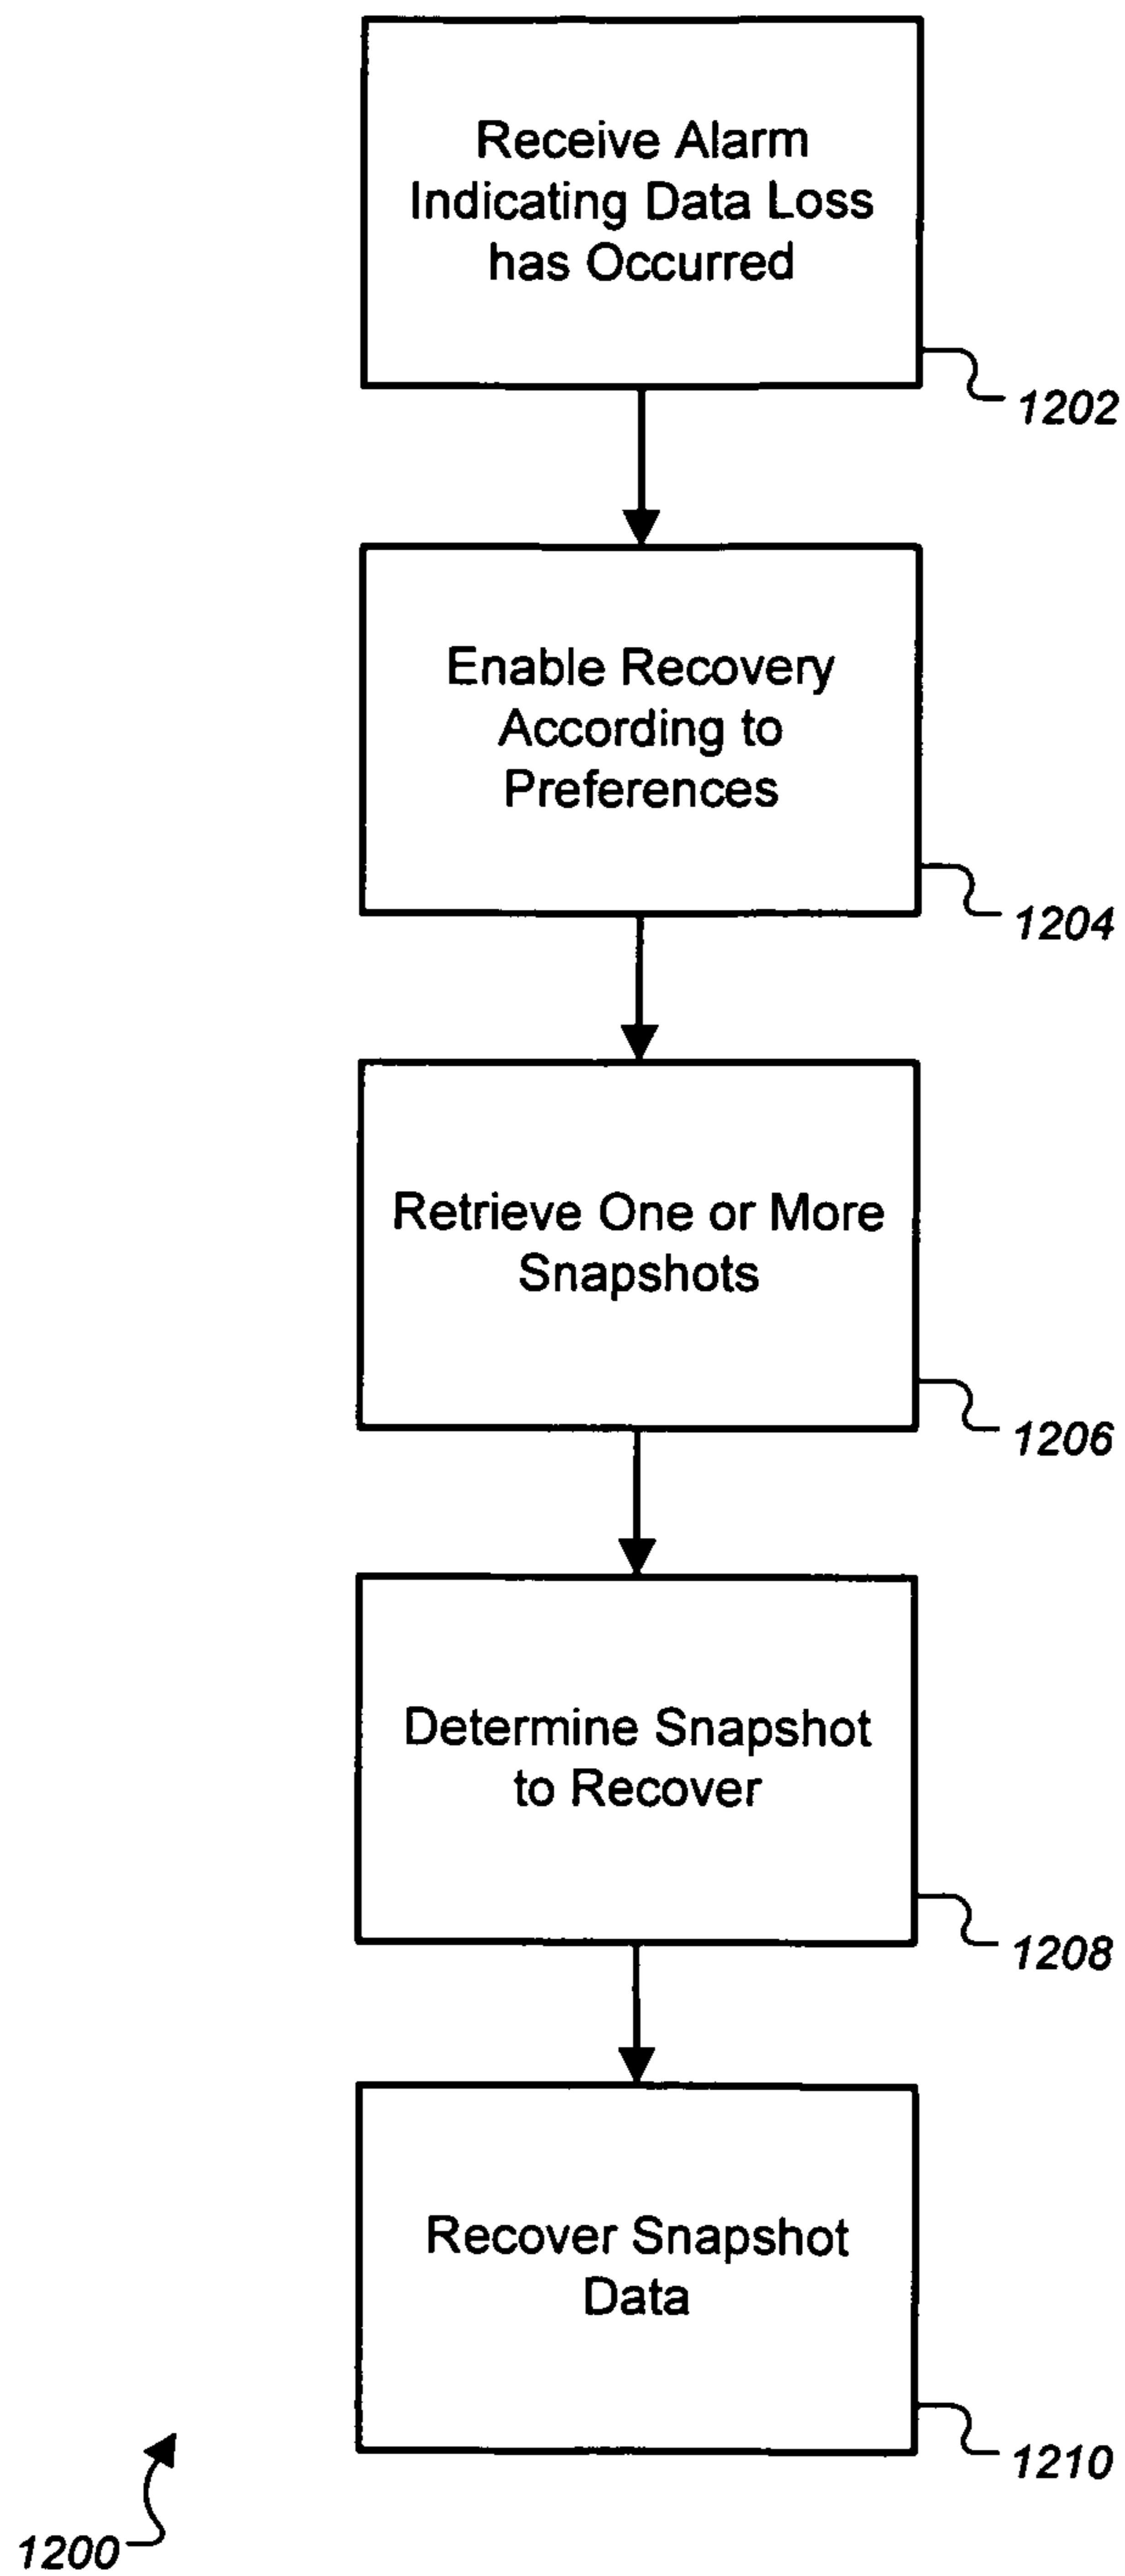 Receive Alarm
Indicating Data Loss
has Occurred
1202
Enable Recovery
According to
Preferences
1204
Retrieve One or More
Snapshots
1206
Determine Snapshot
to Recover
1208
Recover Snapshot
Data
1210
1200